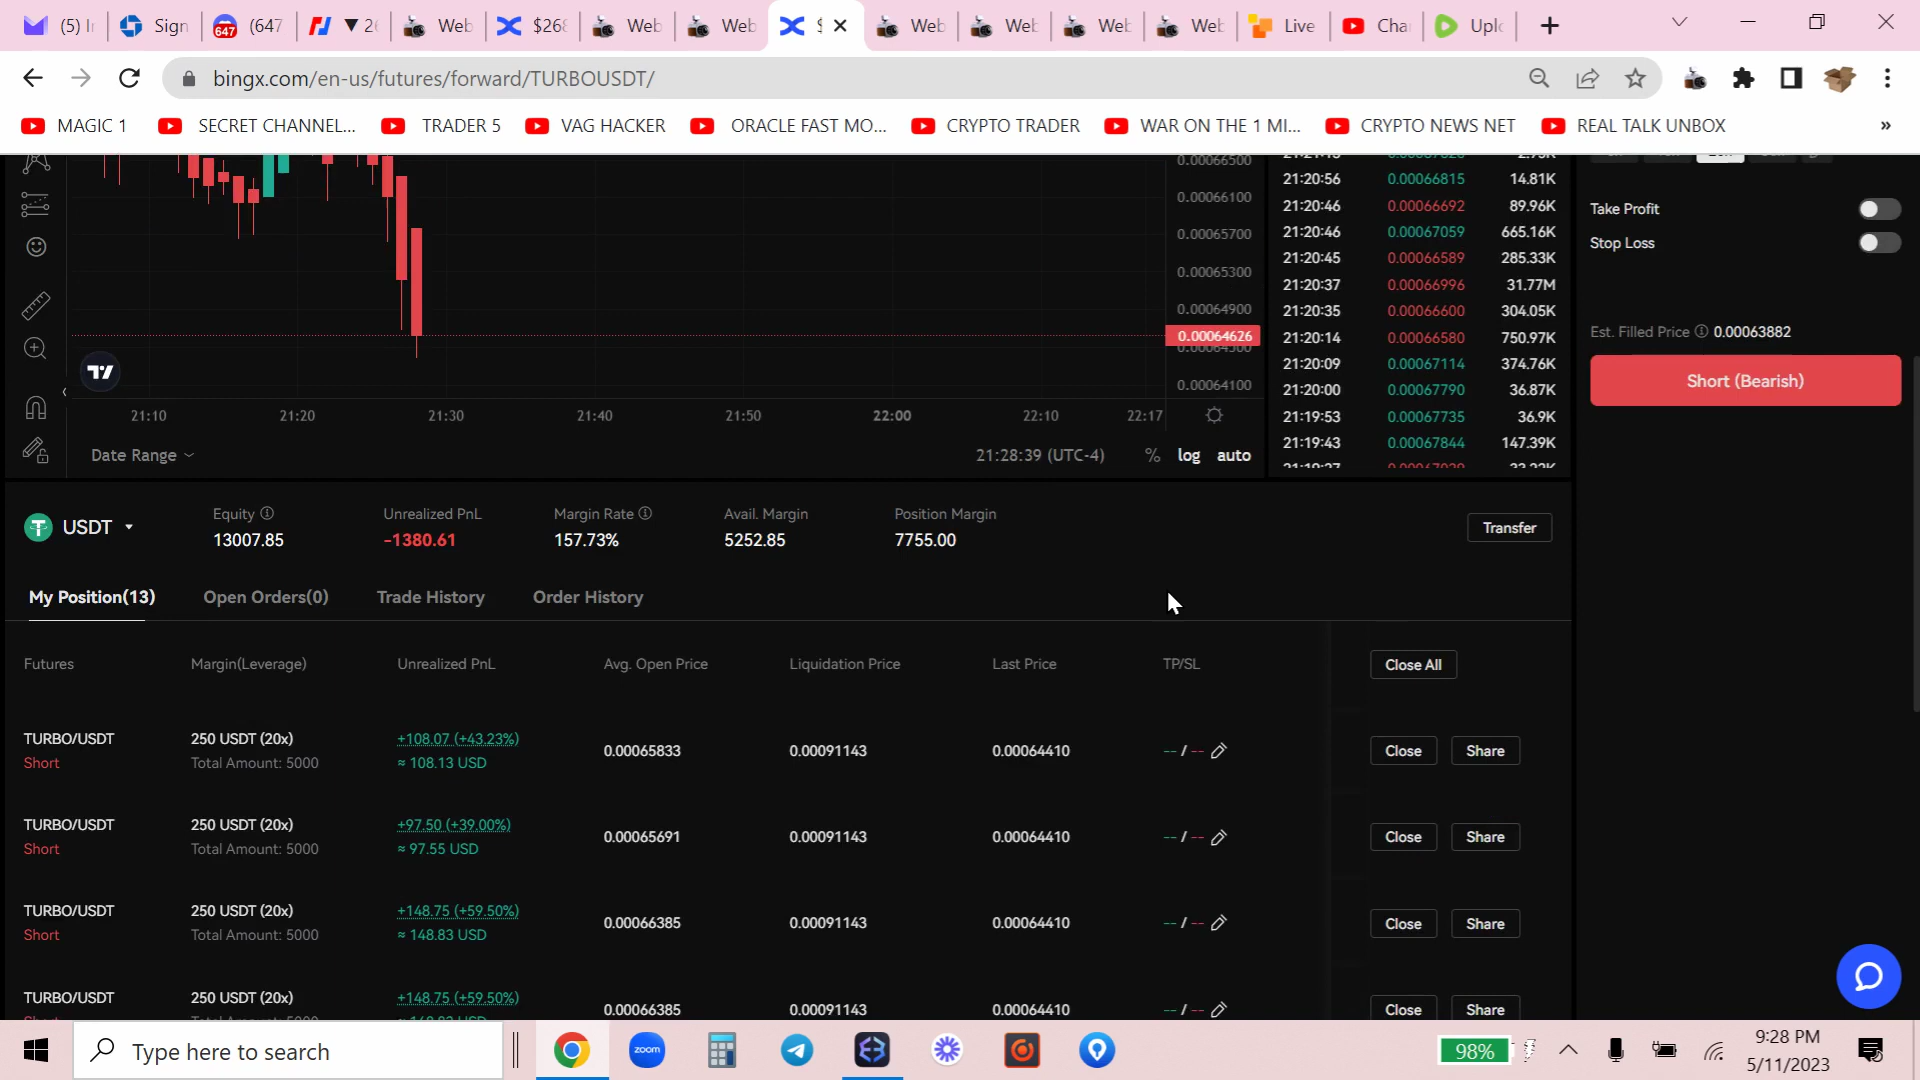 (5) I
Sign
647
(647
26
Web
$268
Web
Web
$
Web
Web
Web
Web
Live
Cha
Uplo
bingx.com/en-us/futures/forward/TURBOUSDT/
MAGIC 1
SECRET CHANNEL...
TRADER 5
VAG HACKER
ORACLE FAST MO...
CRYPTO TRADER
WAR ON THE 1 MI...
CRYPTO NEWS NET
REAL TALK UNBOX
»
0.00066500
0.00066100
0.00065700
0.00065300
0.00064900
0.00064626
0.00064500
0.00064100
21:10
21:20
21:30
21:40
21:50
22:00
22:10
22:17
Date Range
21:28:39 (UTC-4)
%
log
auto
21:20:56 0.00066815 14.81K
21:20:46 0.00066692 89.96K
21:20:46 0.00067059 665.16K
21:20:45 0.00066589 285.33K
21:20:37 0.00066996 31.77M
21:20:35 0.00066600 304.05K
21:20:14 0.00066580 750.97K
21:20:09 0.00067114 374.76K
21:20:00 0.00067790 36.87K
21:19:53 0.00067735 36.9K
21:19:43 0.00067844 147.39K
Take Profit
Stop Loss
Est. Filled Price 0.00063882
Short (Bearish)
USDT
Equity
13007.85
Unrealized PnL
-1380.61
Margin Rate
157.73%
Avail. Margin
5252.85
Position Margin
7755.00
Transfer
My Position(13)
Open Orders(0)
Trade History
Order History
Futures
Margin(Leverage)
Unrealized PnL
Avg. Open Price
Liquidation Price
Last Price
TP/SL
Close All
TURBO/USDT 250 USDT (20x) +108.07 (+43.23%)
0.00065833 0.00091143 0.00064410 -- / -- Close Share
Short Total Amount: 5000 ≈ 108.13 USD
TURBO/USDT 250 USDT (20x) +97.50 (+39.00%)
0.00065691 0.00091143 0.00064410 -- / -- Close Share
Short Total Amount: 5000 ≈ 97.55 USD
TURBO/USDT 250 USDT (20x) +148.75 (+59.50%)
0.00066385 0.00091143 0.00064410 -- / -- Close Share
Short Total Amount: 5000 ≈ 148.83 USD
TURBO/USDT 250 USDT (20x) +148.75 (+59.50%)
0.00066385 0.00091143 0.00064410 -- / -- Close Share
Type here to search
zoom
98%
9:28 PM
5/11/2023